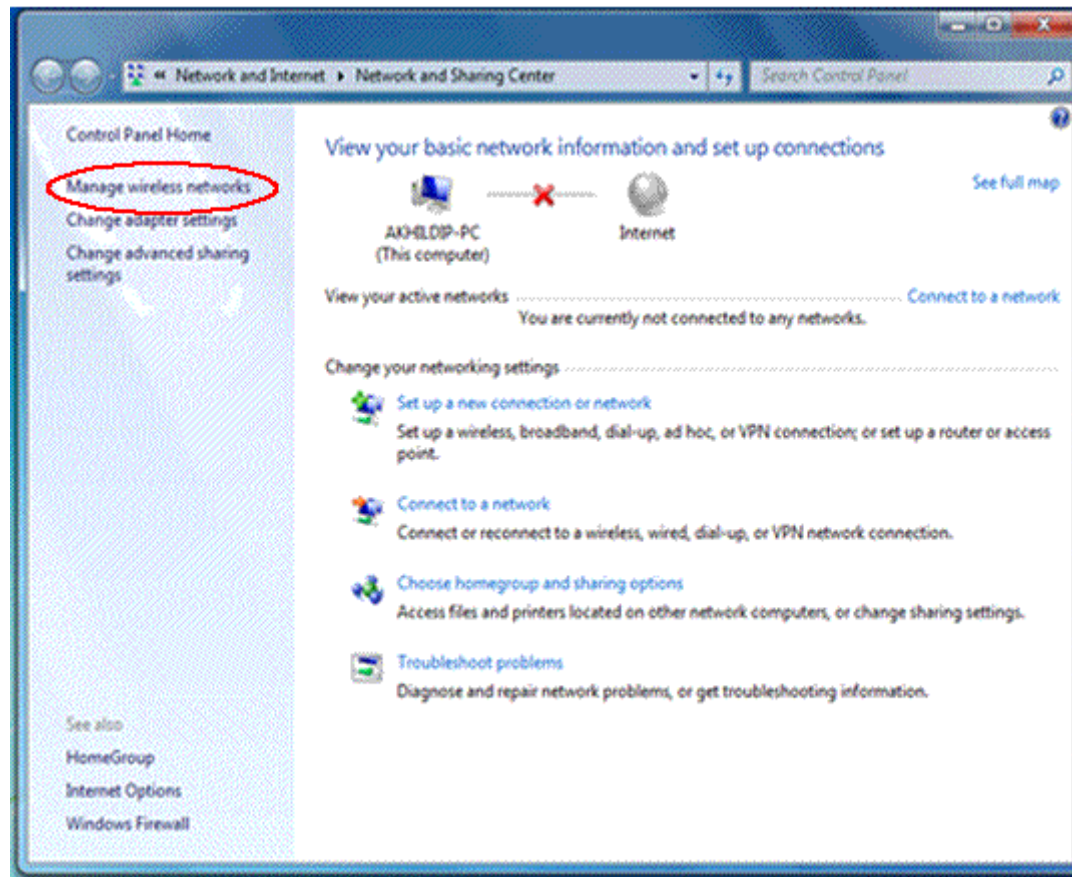 « Network and Internet ▸ Network and Sharing Center
Search Control Panel
Control Panel Home
Manage wireless networks
Change adapter settings
Change advanced sharing
settings
View your basic network information and set up connections
See full map
AKHILDIP-PC
(This computer)
Internet
View your active networks
Connect to a network
You are currently not connected to any networks.
Change your networking settings
Set up a new connection or network
Set up a wireless, broadband, dial-up, ad hoc, or VPN connection; or set up a router or access
point.
Connect to a network
Connect or reconnect to a wireless, wired, dial-up, or VPN network connection.
Choose homegroup and sharing options
Access files and printers located on other network computers, or change sharing settings.
Troubleshoot problems
Diagnose and repair network problems, or get troubleshooting information.
See also
HomeGroup
Internet Options
Windows Firewall